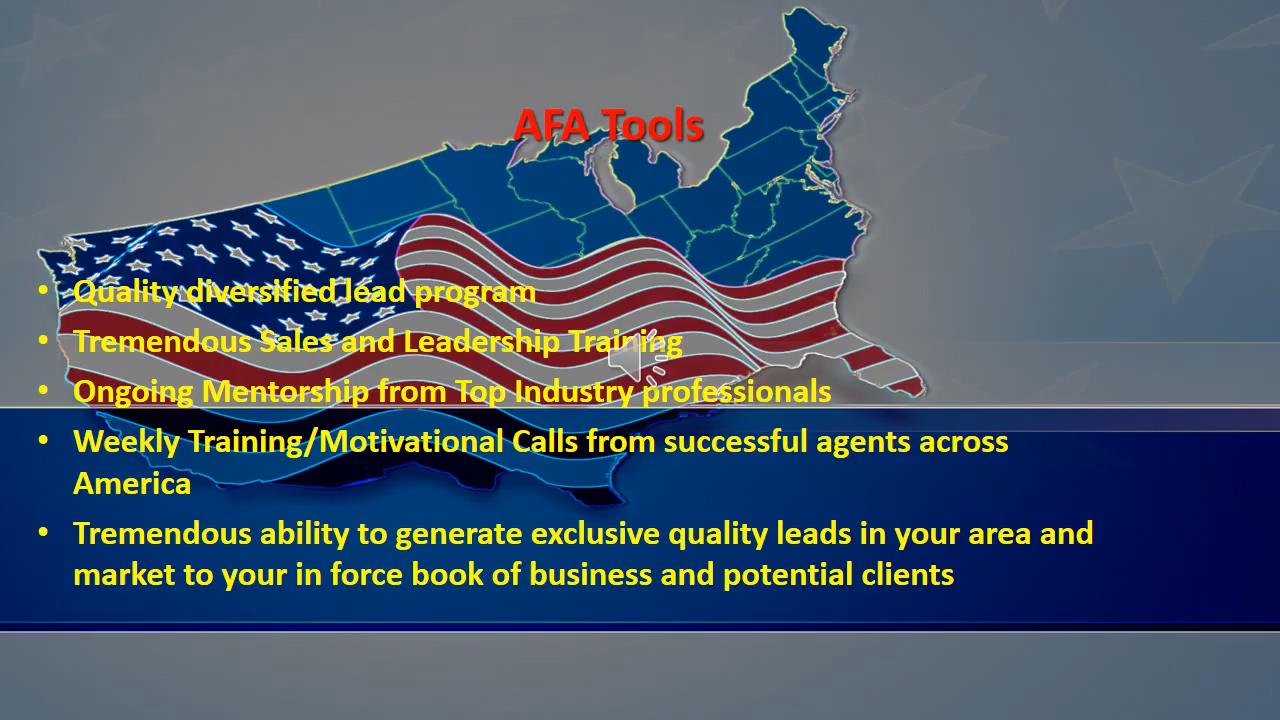 AFA Tools
• Quality diversified lead program
• Tremendous Sales and Leadership Training
• Ongoing Mentorship from Top Industry professionals
• Weekly Training/Motivational Calls from successful agents across
America
• Tremendous ability to generate exclusive quality leads in your area and
market to your in force book of business and potential clients